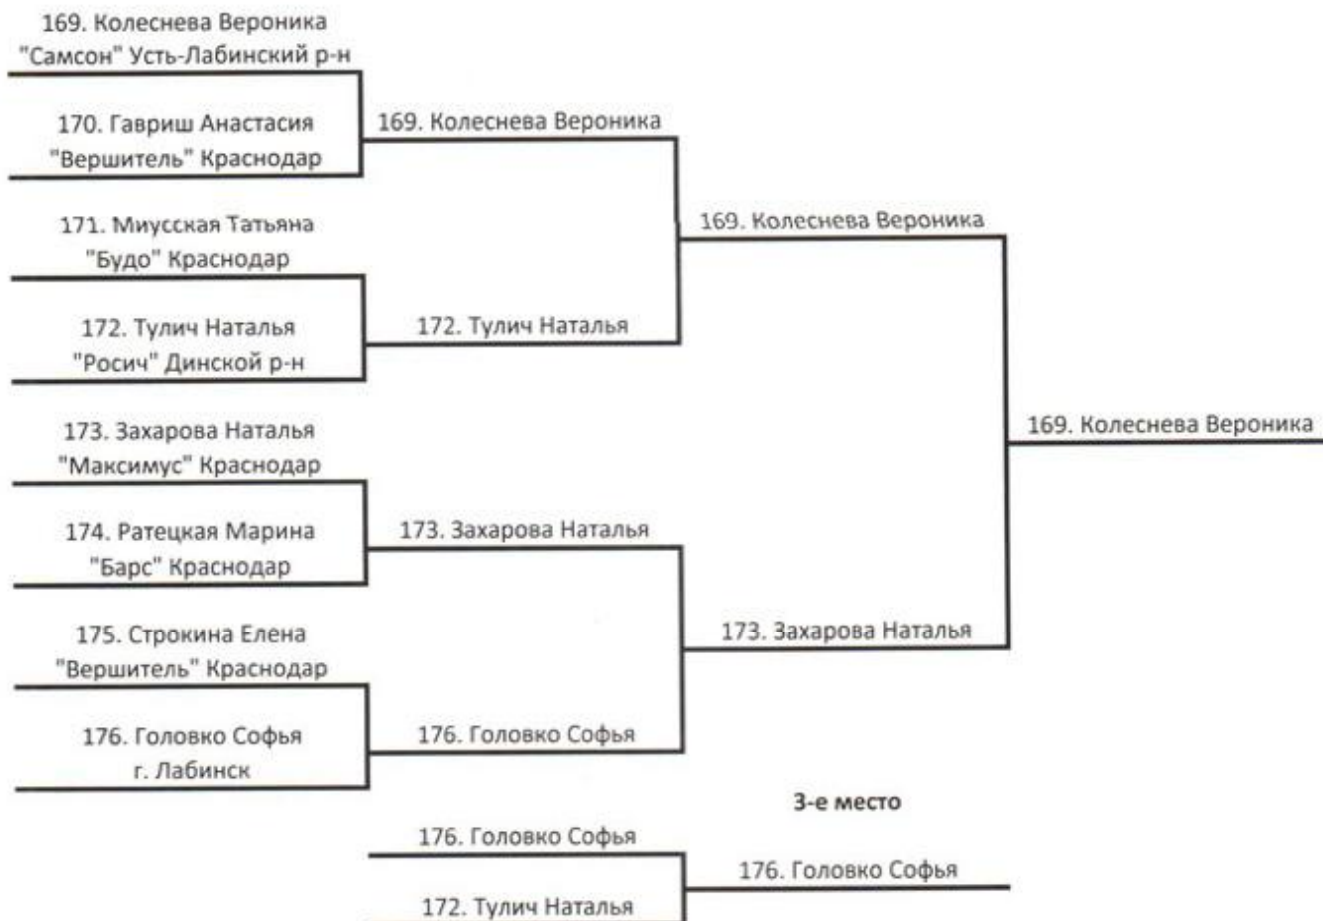 169. Колеснева Вероника
"Самсон" Усть-Лабинский р-н
170. Гавриш Анастасия
"Вершитель" Краснодар
171. Миусская Татьяна
"Будо" Краснодар
172. Тулич Наталья
"Росич" Динской р-н
173. Захарова Наталья
"Максимус" Краснодар
174. Ратецкая Марина
"Барс" Краснодар
175. Строкина Елена
"Вершитель" Краснодар
176. Головко Софья
г. Лабинск
169. Колеснева Вероника
172. Тулич Наталья
173. Захарова Наталья
176. Головко Софья
169. Колеснева Вероника
173. Захарова Наталья
169. Колеснева Вероника
3-е место
176. Головко Софья
172. Тулич Наталья
176. Головко Софья